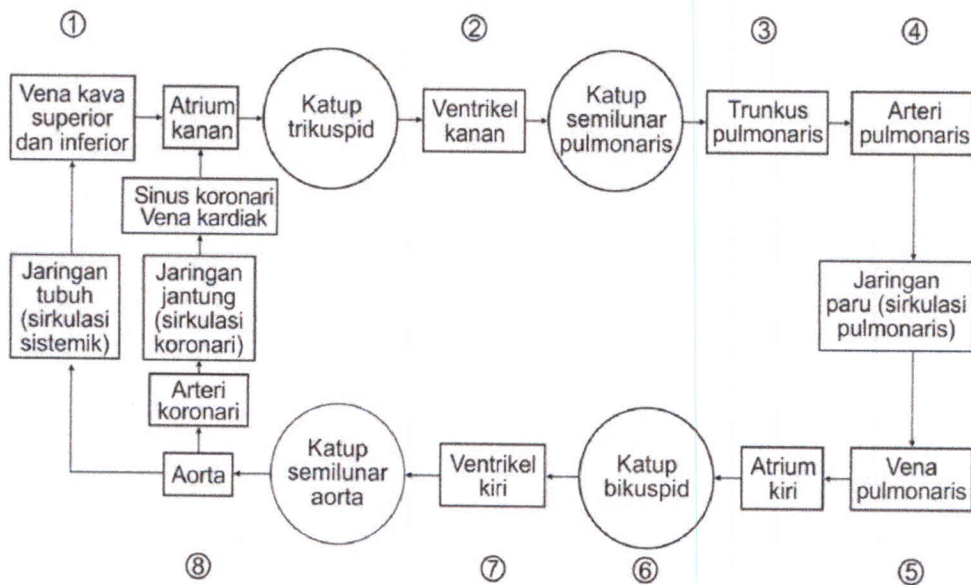 ①
②
③
④
Vena kava
superior
dan inferior
Atrium
kanan
Katup
trikuspid
Ventrikel
kanan
Katup
semilunar
pulmonaris
Trunkus
pulmonaris
Arteri
pulmonaris
Sinus koronari
Vena kardiak
Jaringan
tubuh
(sirkulasi
sistemik)
Jaringan
jantung
(sirkulasi
koronari)
Jaringan
paru (sirkulasi
pulmonaris)
Arteri
koronari
Aorta
Katup
semilunar
aorta
Ventrikel
kiri
Katup
bikuspid
Atrium
kiri
Vena
pulmonaris
⑧
⑦
⑥
⑤